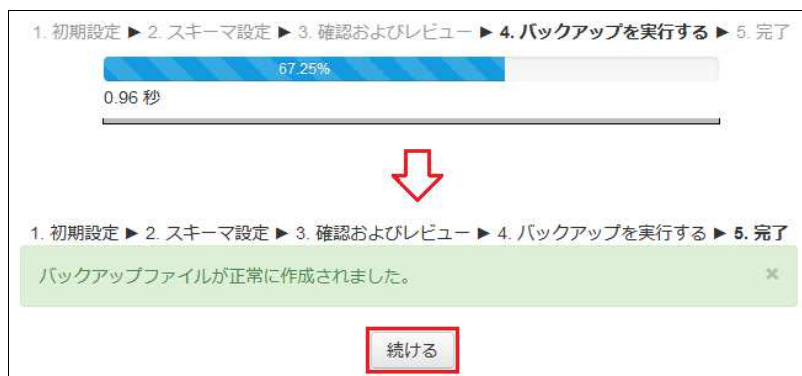 1. 初期設定 ► 2. スキーマ設定 ► 3. 確認およびレビュー ► 4. バックアップを実行する ► 5. 完了
67.25%
0.96 秒
1. 初期設定 ► 2. スキーマ設定 ► 3. 確認およびレビュー ► 4. バックアップを実行する ► 5. 完了
バックアップファイルが正常に作成されました。 ×
続ける